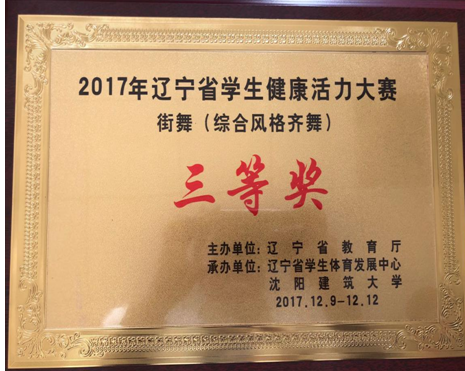 2017年辽宁省学生健康活力大赛
街舞（综合风格齐舞）
三等奖
主办单位：辽宁省教育厅
承办单位：辽宁省学生体育发展中心
沈阳建筑大学
2017.12.9-12.12